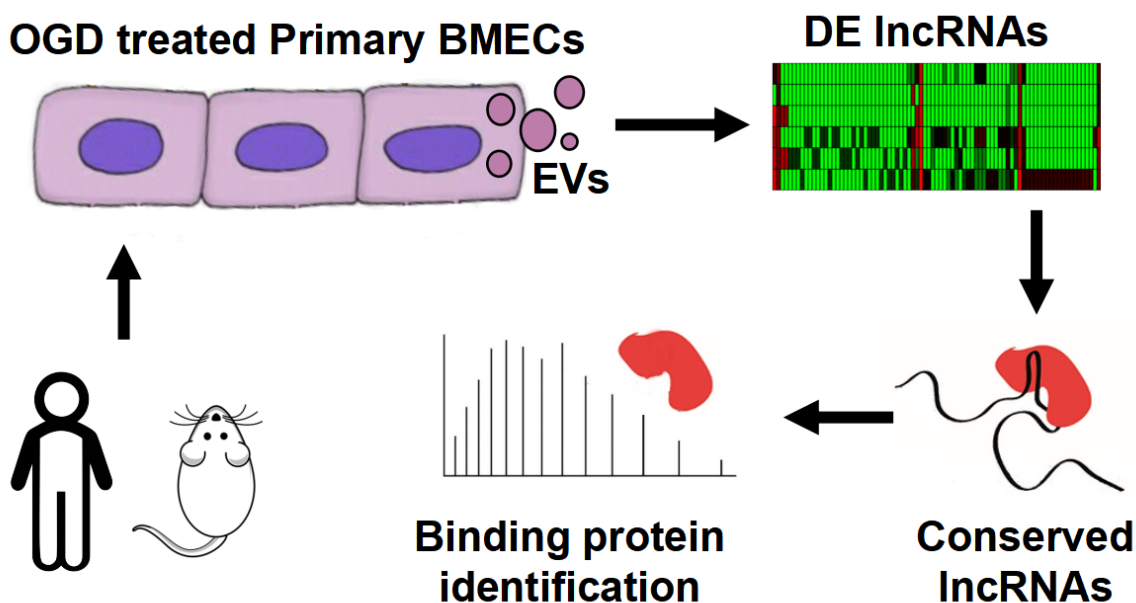 OGD treated Primary BMECs
DE lncRNAs
EVs
Binding protein
identification
Conserved
lncRNAs